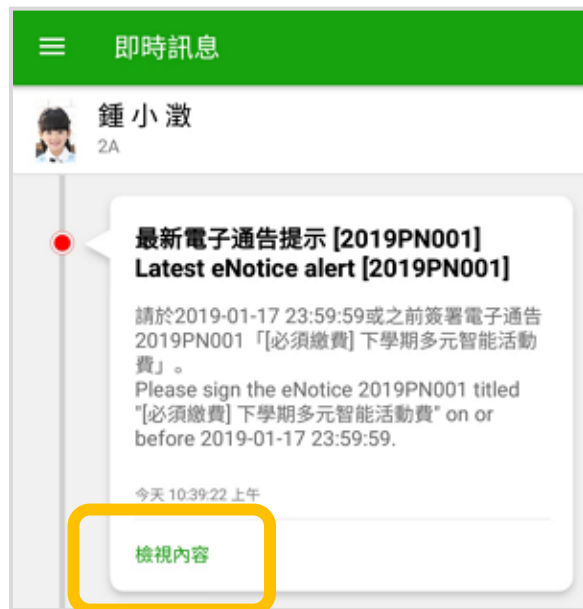 即時訊息
鍾小澂
2A
最新電子通告提示 [2019PN001]
Latest eNotice alert [2019PN001]
請於2019-01-17 23:59:59或之前簽署電子通告
2019PN001「[必須繳費] 下學期多元智能活動
費」。
Please sign the eNotice 2019PN001 titled
"[必須繳費] 下學期多元智能活動費" on or
before 2019-01-17 23:59:59.
今天 10:39:22 上午
檢視內容